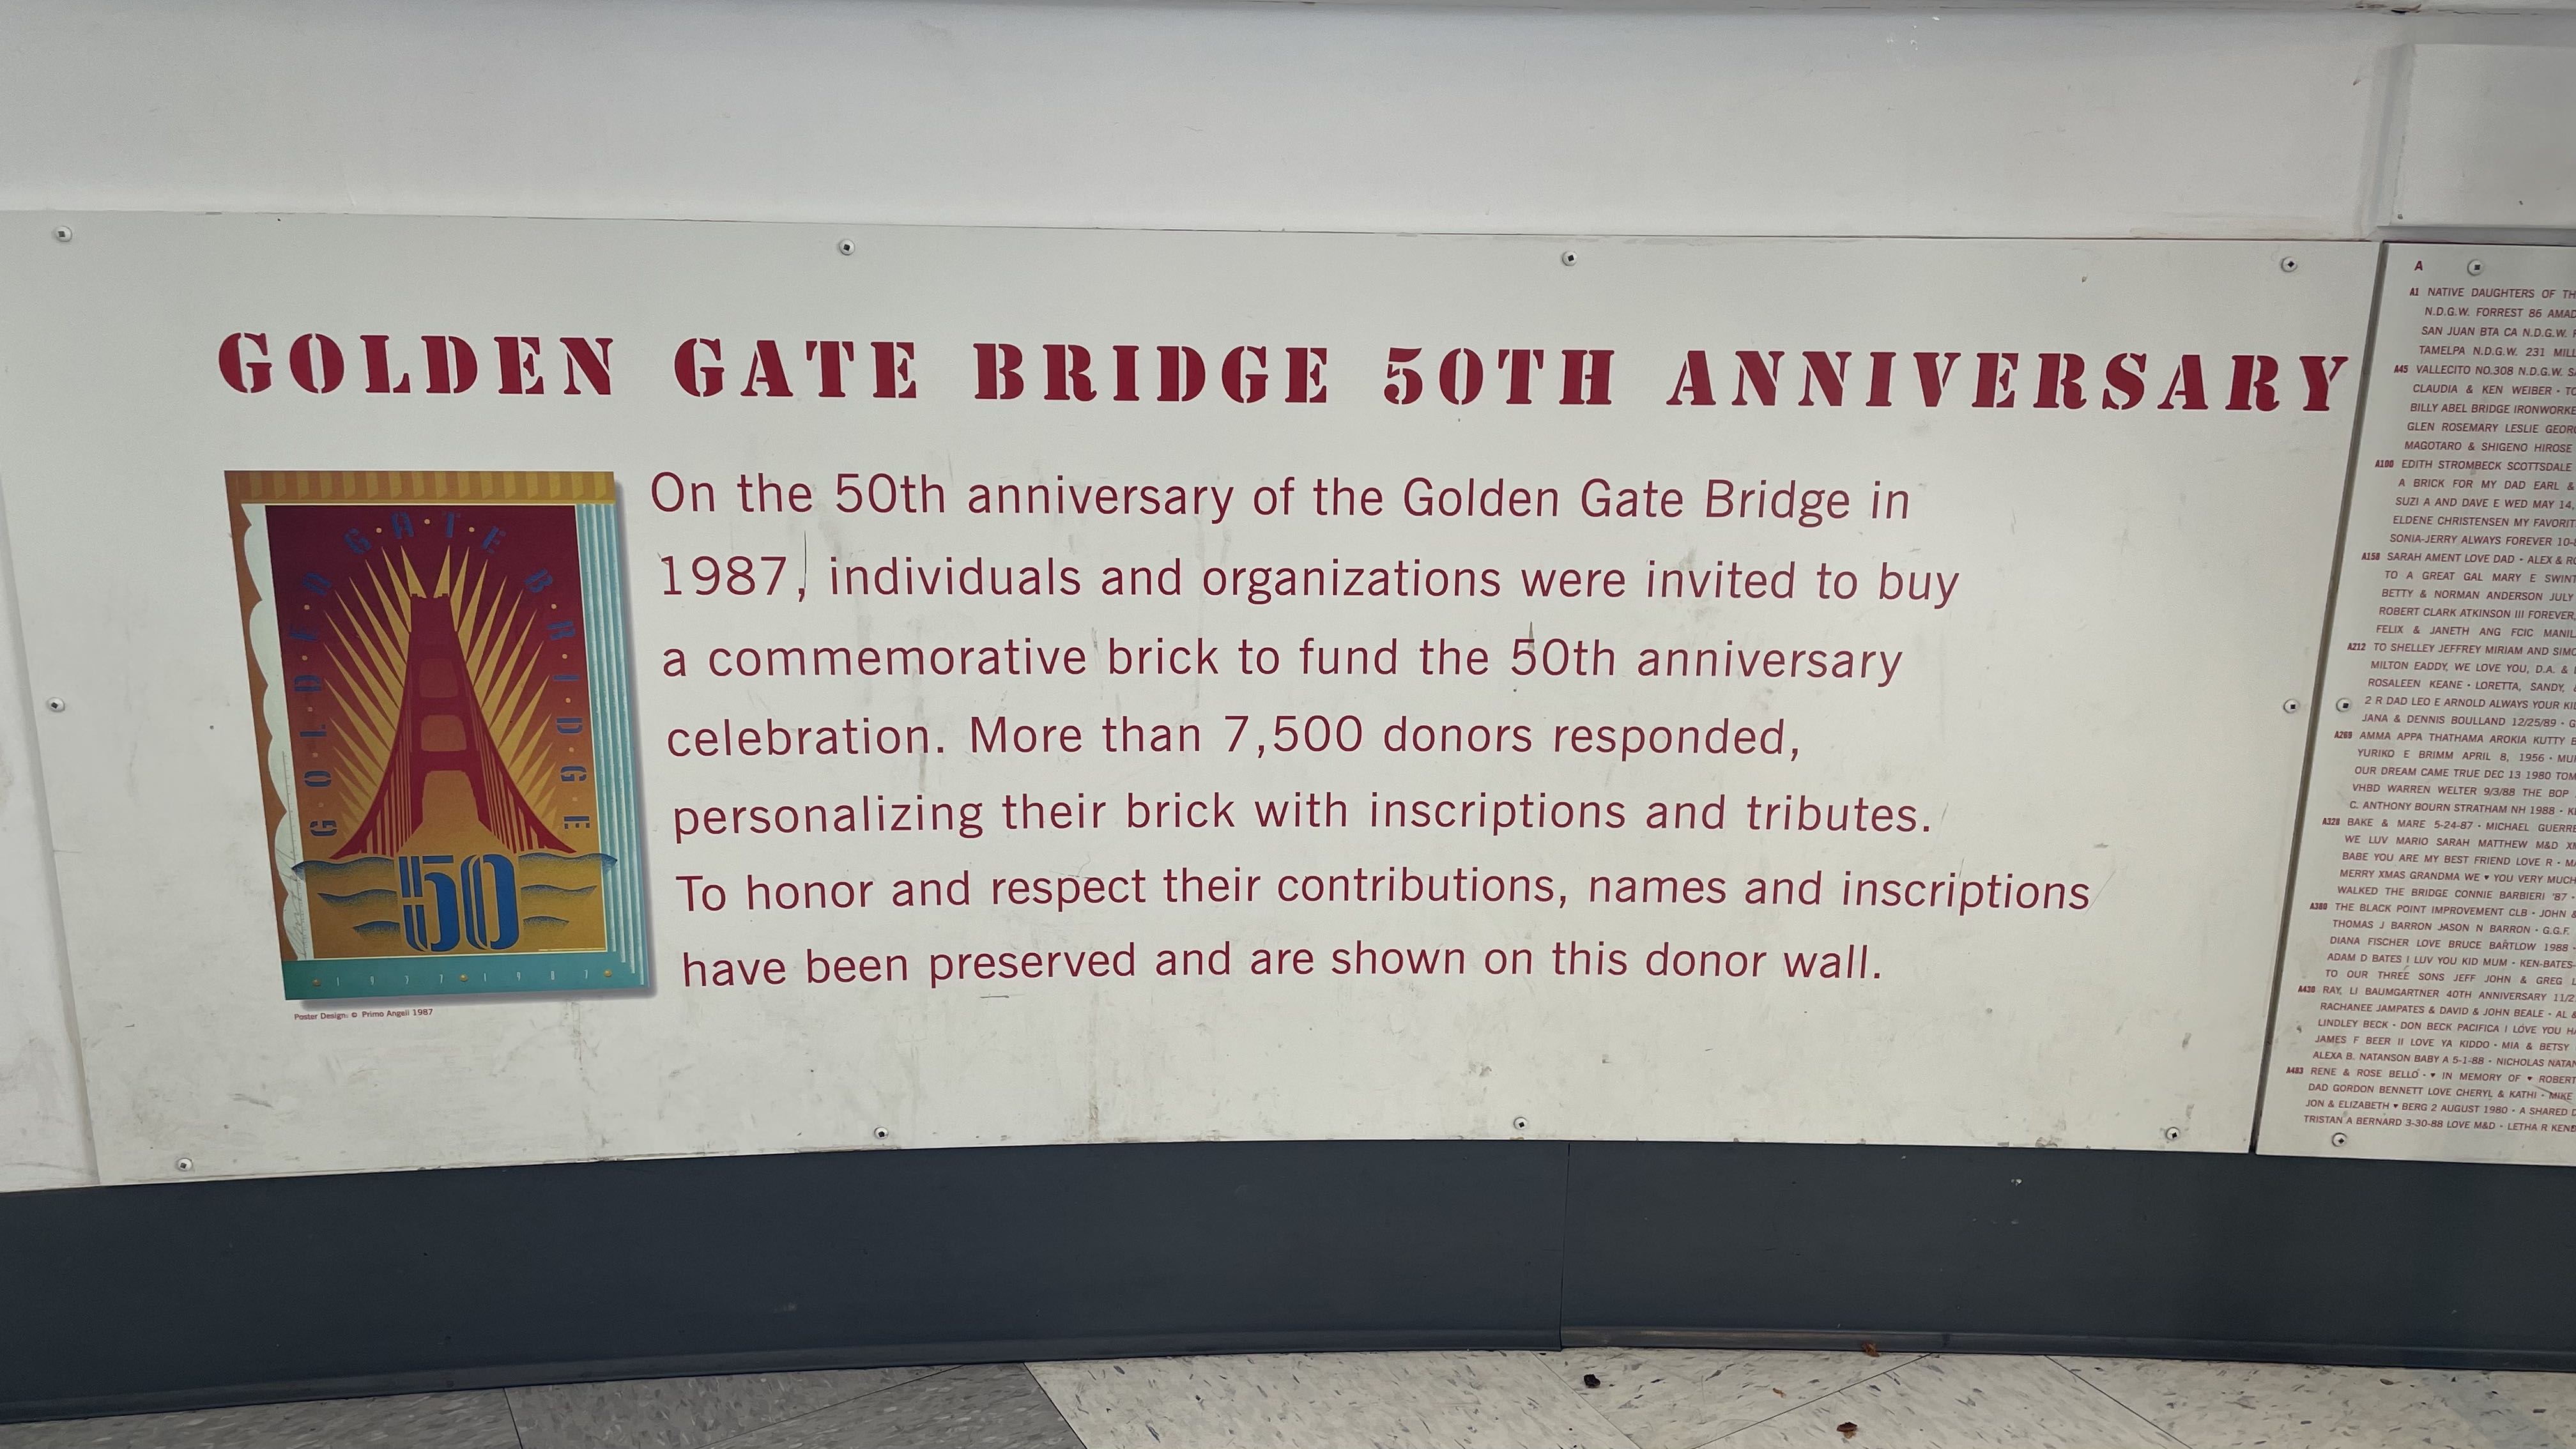 GOLDEN GATE BRIDGE 50TH ANNIVERSARY
GOLDEN GATE BRIDGE
50
1937 1987
Poster Design: © Primo Angeli 1987
On the 50th anniversary of the Golden Gate Bridge in
1987, individuals and organizations were invited to buy
a commemorative brick to fund the 50th anniversary
celebration. More than 7,500 donors responded,
personalizing their brick with inscriptions and tributes.
To honor and respect their contributions, names and inscriptions
have been preserved and are shown on this donor wall.
A
A1 NATIVE DAUGHTERS OF
N.D.G.W. FORREST 86
SAN JUAN BTA CA N.D.G.W.
TAMELPA N.D.G.W. 231
A45 VALLECITO NO.308 N.D.G.W.
CLAUDIA & KEN WEIBER •
BILLY ABEL BRIDGE
GLEN ROSEMARY LESLIE
MAGOTARO & SHIGENO HIROSE
A100 EDITH STROMBECK SCOTTSDALE
A BRICK FOR MY DAD EARL &
SUZI A AND DAVE E WED MAY 14,
ELDENE CHRISTENSEN MY
SONIA-JERRY ALWAYS FOREVER
A158 SARAH AMENT LOVE DAD • ALEX &
TO A GREAT GAL MARY E
BETTY & NORMAN ANDERSON JULY
ROBERT CLARK ATKINSON III FOREVER,
FELIX & JANETH ANG FCIC
A212 TO SHELLEY JEFFREY MIRIAM AND
MILTON EADDY, WE LOVE YOU, D.A. &
ROSALEEN KEANE • LORETTA, SANDY,
2 R DAD LEO E ARNOLD ALWAYS YOUR
JANA & DENNIS BOULLAND 12/25/89 •
A269 AMMA APPA THATHAMA AROKIA KUTTY
YURIKO E BRIMM APRIL 8, 1956 •
OUR DREAM CAME TRUE DEC 13 1980
VHBD WARREN WELTER 9/3/88 THE BOP
C. ANTHONY BOURN STRATHAM NH 1988 •
A328 BAKE & MARE 5-24-87 • MICHAEL
WE LUV MARIO SARAH MATTHEW M&D
BABE YOU ARE MY BEST FRIEND LOVE R •
MERRY XMAS GRANDMA WE ♥ YOU VERY MUCH
WALKED THE BRIDGE CONNIE BARBIERI '87 •
A380 THE BLACK POINT IMPROVEMENT CLB • JOHN &
THOMAS J BARRON JASON N BARRON • G.G.F.
DIANA FISCHER LOVE BRUCE BARTLOW 1988 •
ADAM D BATES I LUV YOU KID MUM • KEN-BATES-
TO OUR THREE SONS JEFF JOHN & GREG
A430 RAY, LI BAUMGARTNER 40TH ANNIVERSARY
RACHANEE JAMPATES & DAVID & JOHN BEALE • AL &
LINDLEY BECK • DON BECK PACIFICA I LOVE YOU
JAMES F BEER II LOVE YA KIDDO • MIA & BETSY
ALEXA B. NATANSON BABY A 5-1-88 • NICHOLAS
A483 RENE & ROSE BELLO • ♥ IN MEMORY OF ♥
DAD GORDON BENNETT LOVE CHERYL & KATHI • MIKE
JON & ELIZABETH ♥ BERG 2 AUGUST 1980 • A SHARED
TRISTAN A BERNARD 3-30-88 LOVE M&D • LETHA R